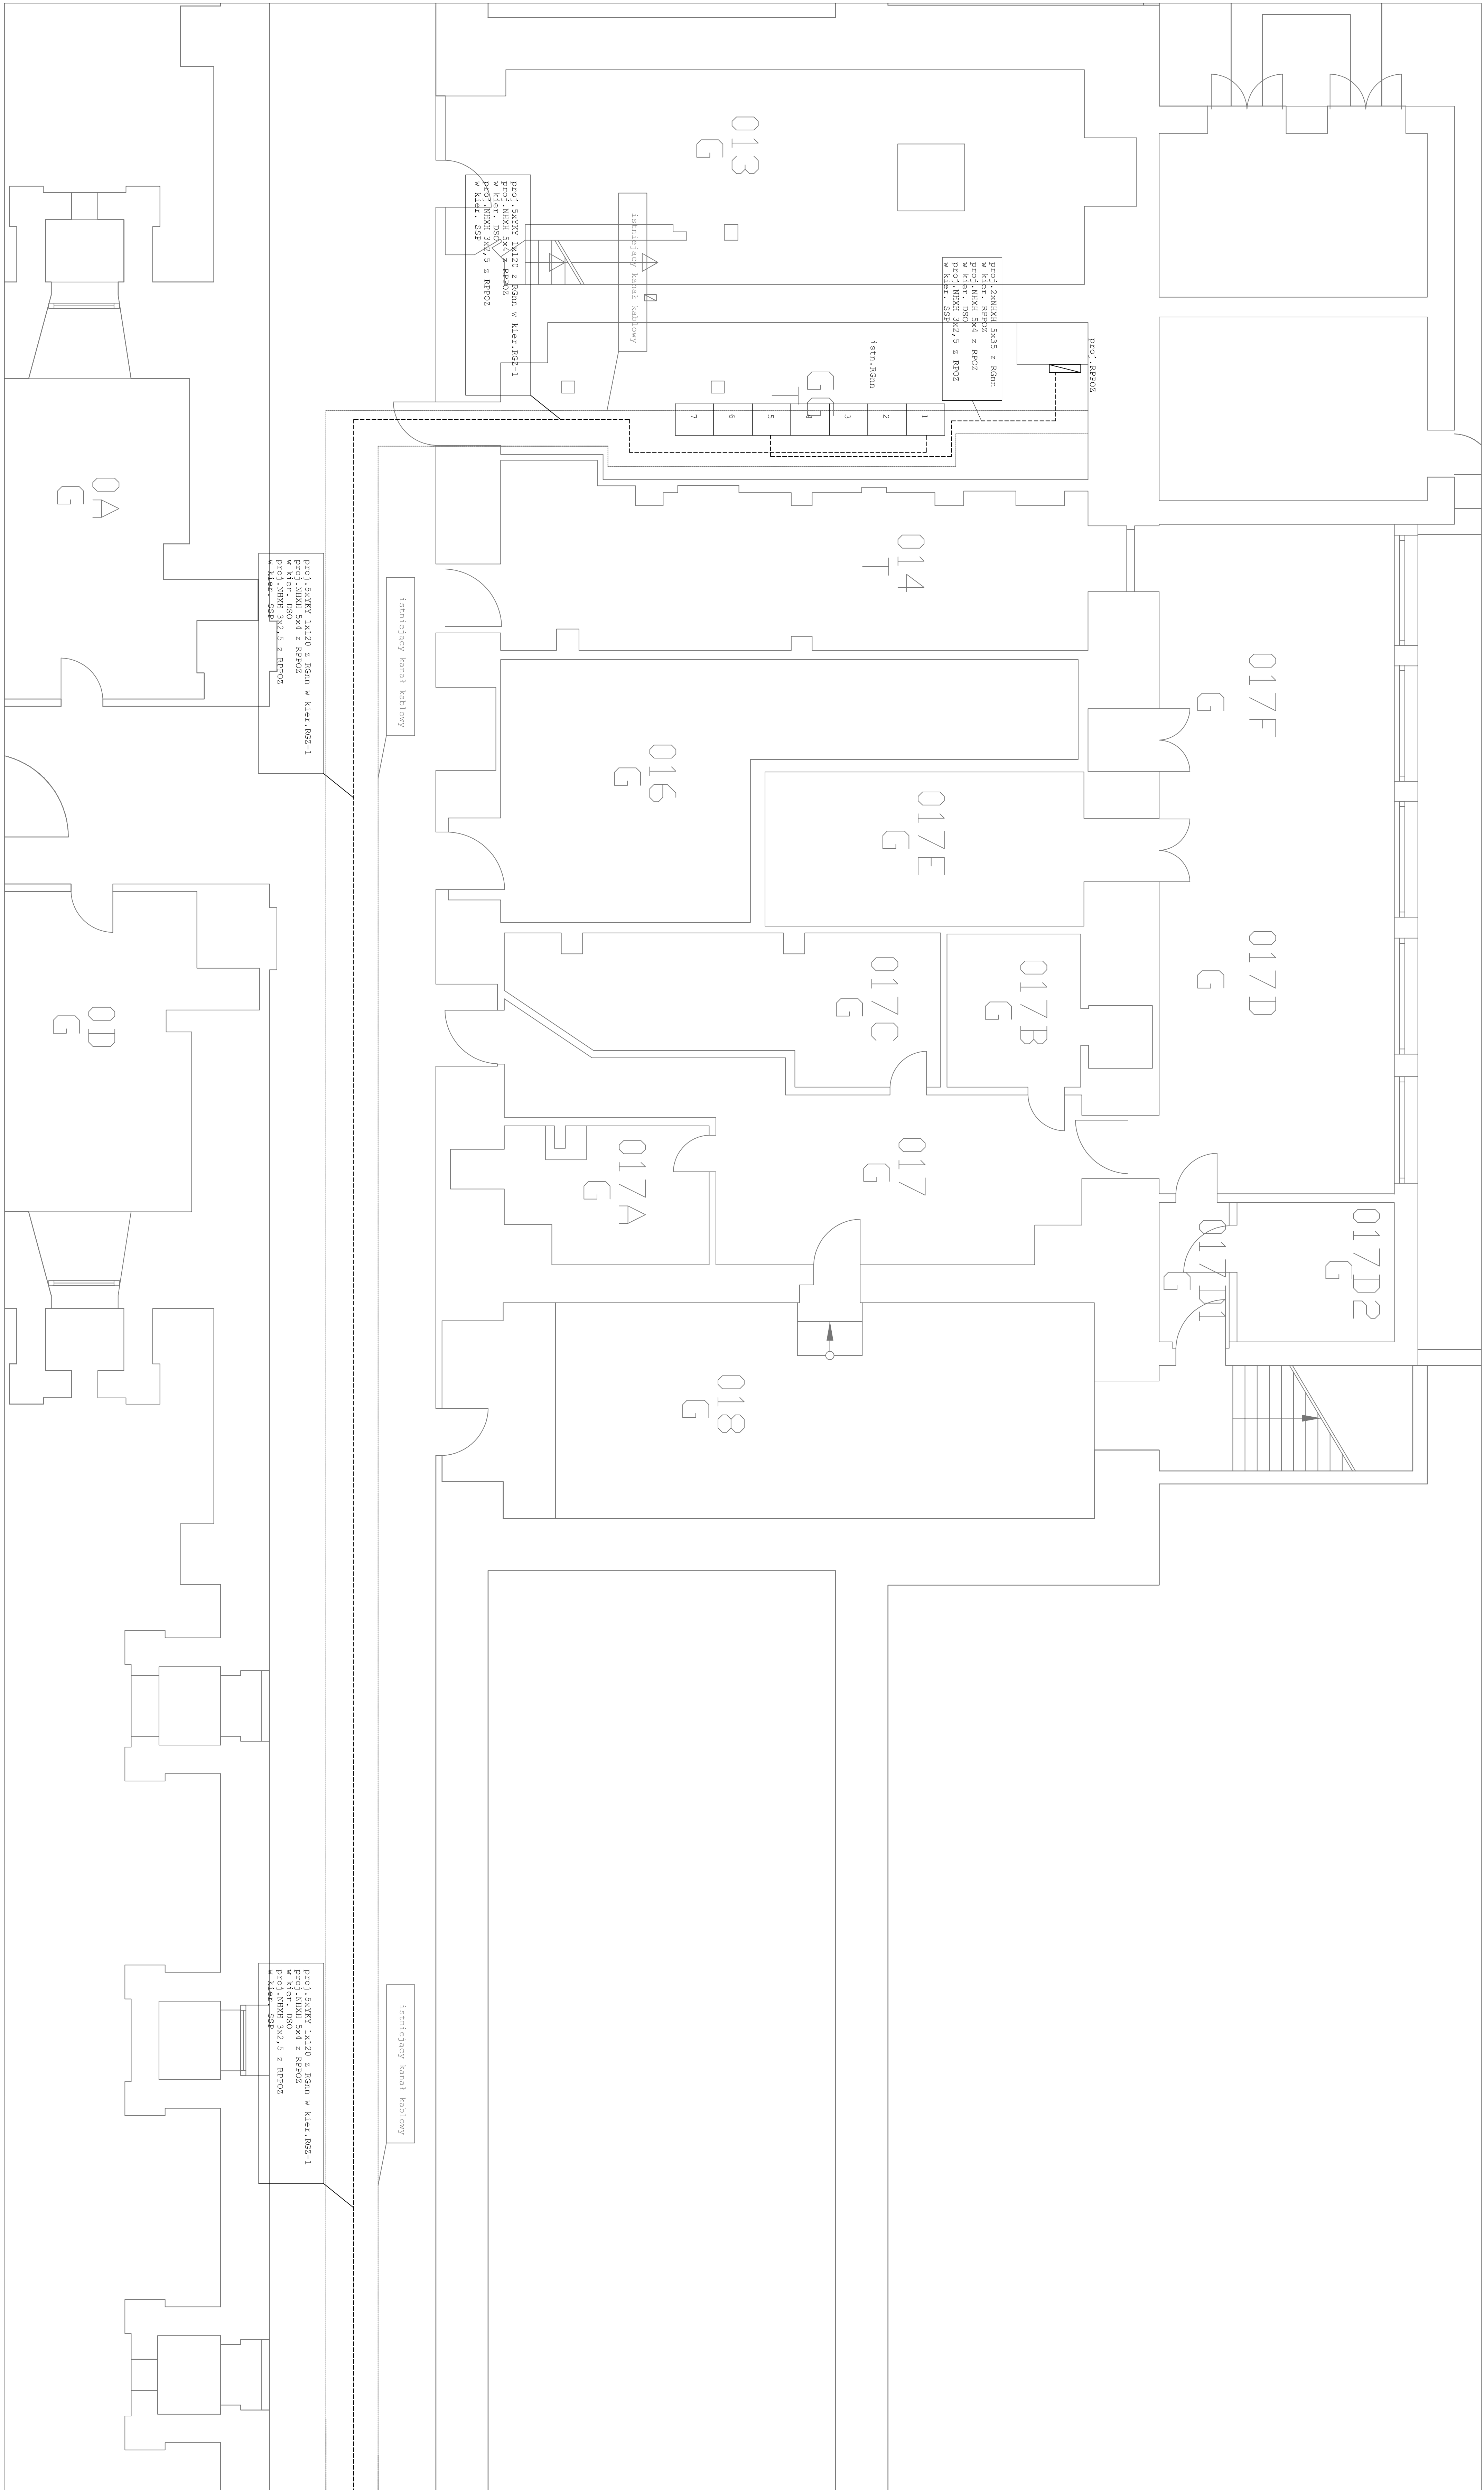 013
G
proj.5xYKY 1x120 z RGnn w kier.RGZ-1
proj.NHXH 5x4 z RPPOZ
w kier. DSO
proj.NHXH 3x2,5 z RPPOZ
w kier. SSP
istniejący kanał kablowy
proj.2xNHXH 5x35 z RGnn
w kier. RPPOZ
proj.NHXH 5x4 z RPOZ
w kier. DSO
proj.NHXH 3x2,5 z RPOZ
w kier. SSP
proj.RPPOZ
istn.RGnn
1
2
3
4
5
6
7
0A
G
proj.5xYKY 1x120 z RGnn w kier.RGZ-1
proj.NHXH 5x4 z RPPOZ
w kier. DSO
proj.NHXH 3x2,5 z RPPOZ
w kier. SSP
istniejący kanał kablowy
014
T
017F
G
016
G
017E
G
017D
G
017C
G
017B
G
0D
G
017A
G
017
G
017D1
G
017D2
G
018
G
proj.5xYKY 1x120 z RGnn w kier.RGZ-1
proj.NHXH 5x4 z RPPOZ
w kier. DSO
proj.NHXH 3x2,5 z RPPOZ
w kier. SSP
istniejący kanał kablowy